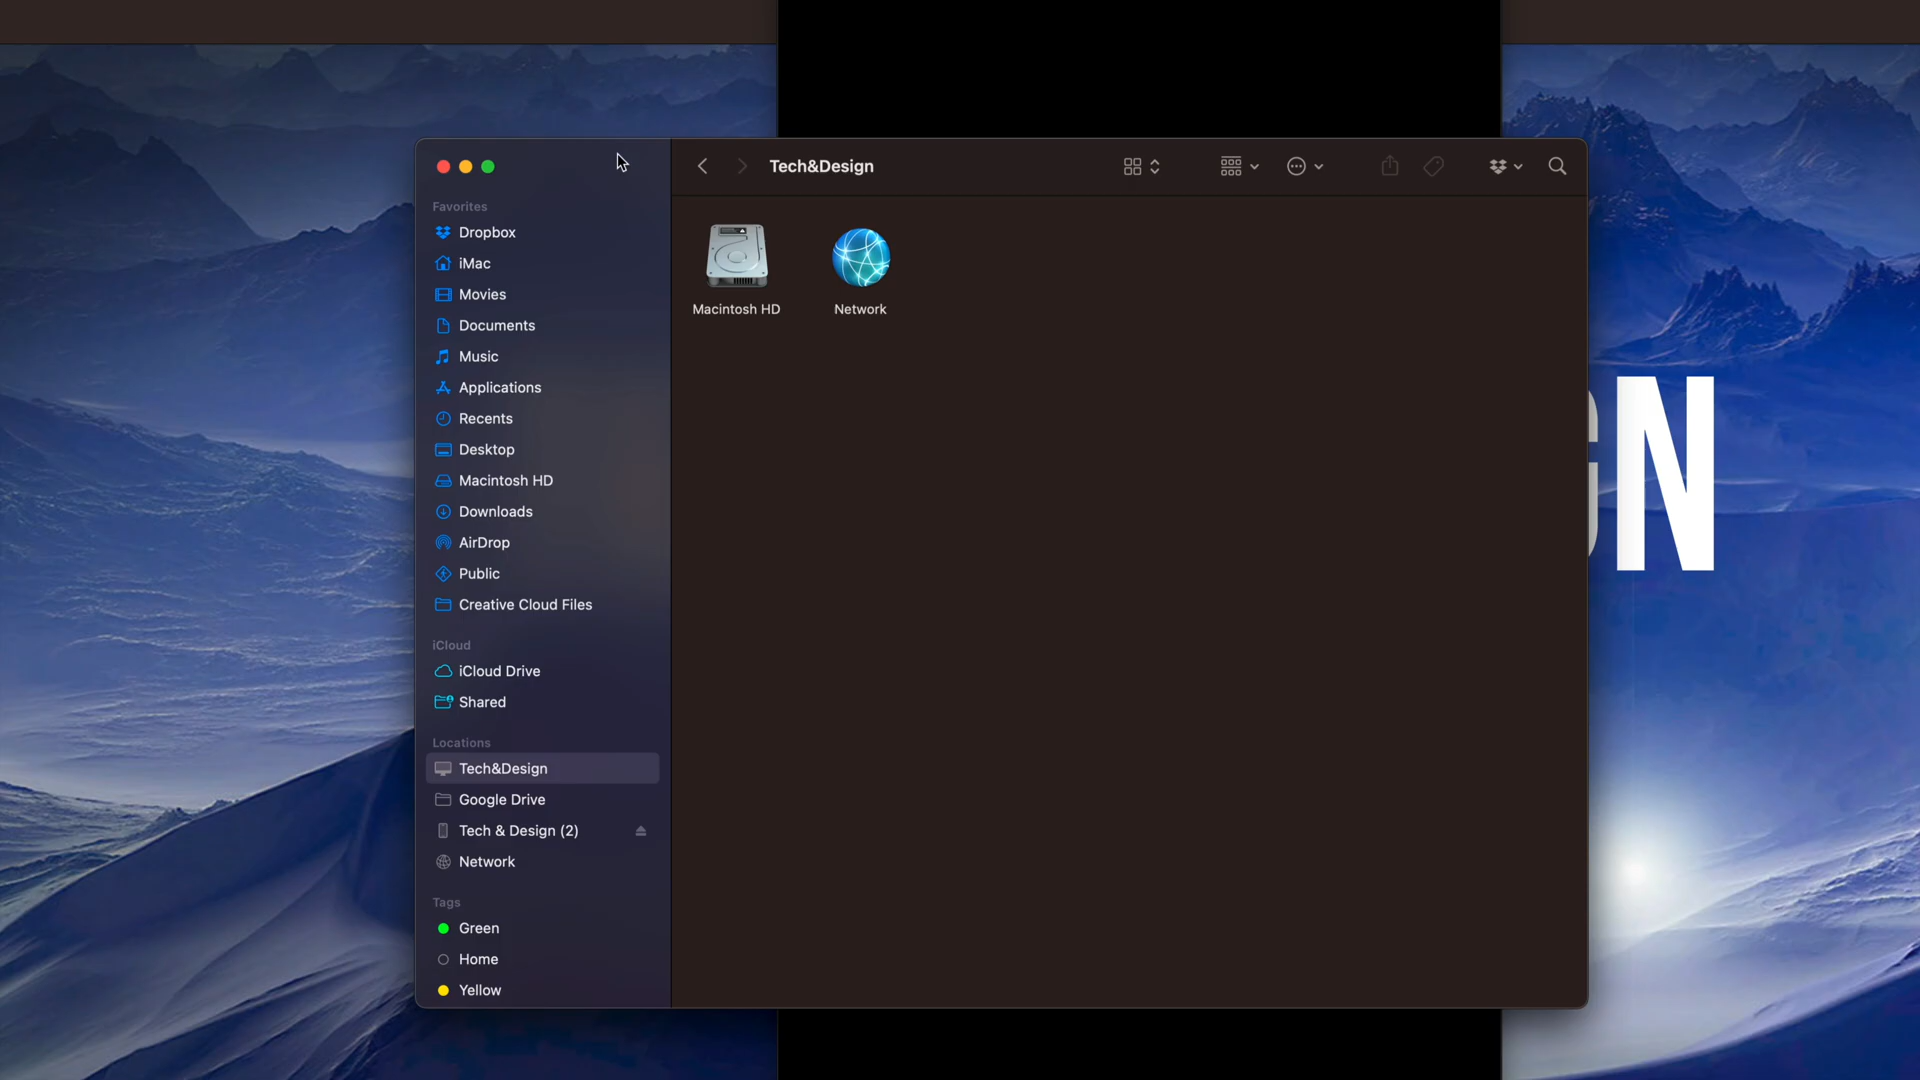 Tech&Design
Favorites
Dropbox
iMac
Movies
Documents
Music
Applications
Recents
Desktop
Macintosh HD
Downloads
AirDrop
Public
Creative Cloud Files
iCloud
iCloud Drive
Shared
Locations
Tech&Design
Google Drive
Tech & Design (2)
Network
Tags
Green
Home
Yellow
Macintosh HD
Network
GN